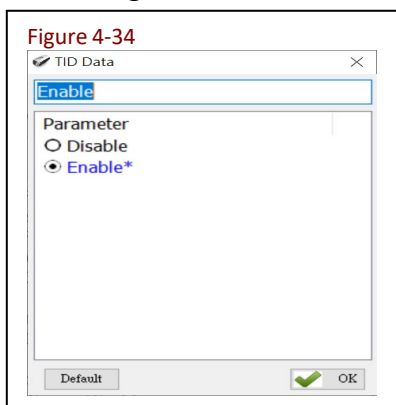 Figure 4-34
TID Data
Enable
Parameter
Disable
Enable*
Default
OK